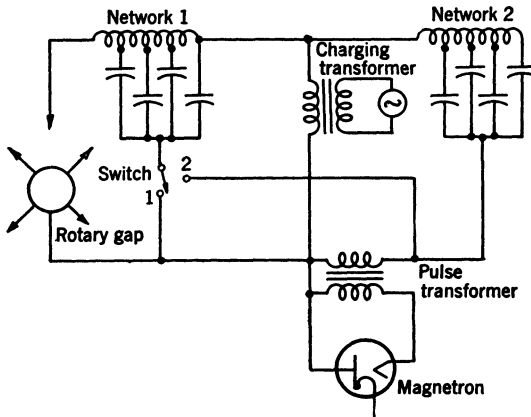 Network 1
Network 2
Charging
transformer
Switch
2
1
Rotary gap
Pulse
transformer
Magnetron